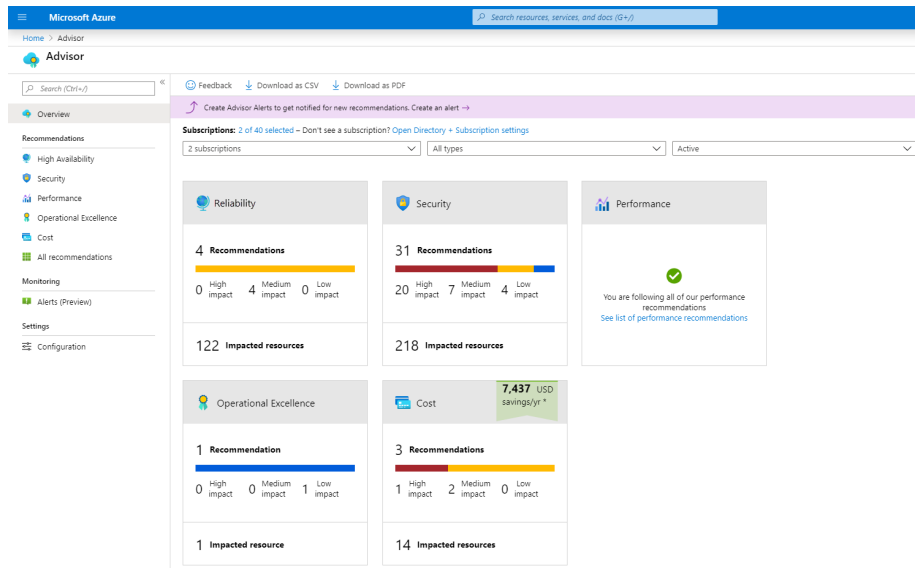 Microsoft Azure
Search resources, services, and docs (G+/)
Home > Advisor
Advisor
Search (Ctrl+/)
«
Overview
Recommendations
High Availability
Security
Performance
Operational Excellence
Cost
All recommendations
Monitoring
Alerts (Preview)
Settings
Configuration
Feedback
Download as CSV
Download as PDF
Create Advisor Alerts to get notified for new recommendations. Create an alert →
Subscriptions: 2 of 40 selected – Don't see a subscription? Open Directory + Subscription settings
2 subscriptions
All types
Active
Reliability
4 Recommendations
0 High impact 4 Medium impact 0 Low impact
122 Impacted resources
Security
31 Recommendations
20 High impact 7 Medium impact 4 Low impact
218 Impacted resources
Performance
You are following all of our performance
recommendations
See list of performance recommendations
Operational Excellence
1 Recommendation
0 High impact 0 Medium impact 1 Low impact
1 Impacted resource
Cost
7,437 USD
savings/yr *
3 Recommendations
1 High impact 2 Medium impact 0 Low impact
14 Impacted resources